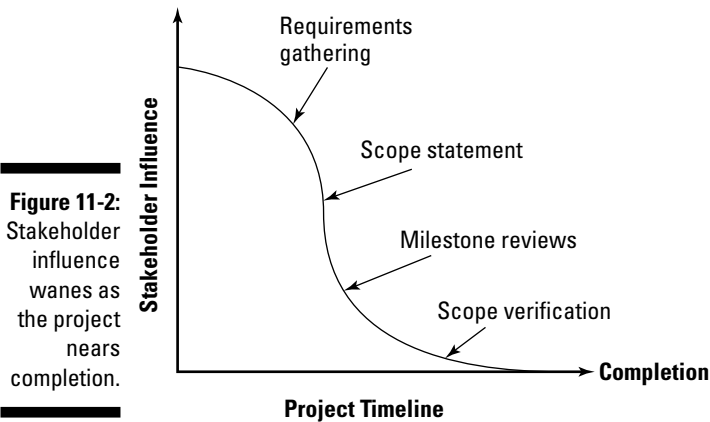 Requirements
gathering
Scope statement
Milestone reviews
Scope verification
Stakeholder Influence
Completion
Project Timeline
Figure 11-2:
Stakeholder
influence
wanes as
the project
nears
completion.